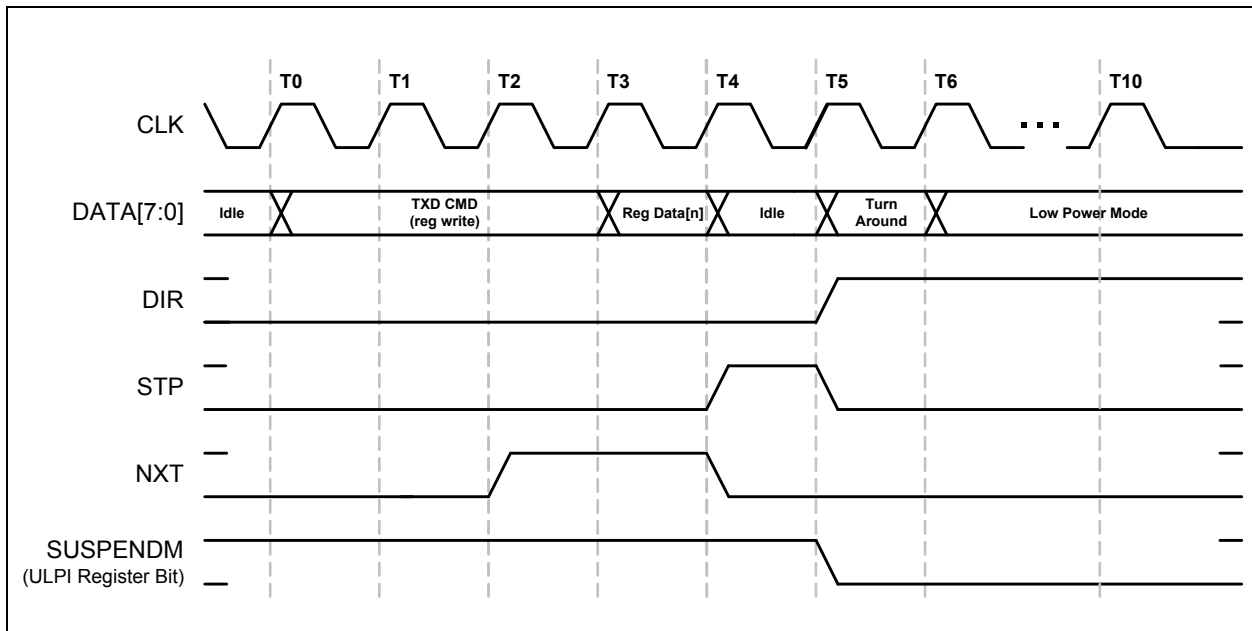 T0 T1 T2 T3 T4 T5 T6 T10
CLK
...
DATA[7:0]
Idle
TXD CMD
(reg write)
Reg Data[n]
Idle
Turn
Around
Low Power Mode
DIR
STP
NXT
SUSPENDM
(ULPI Register Bit)